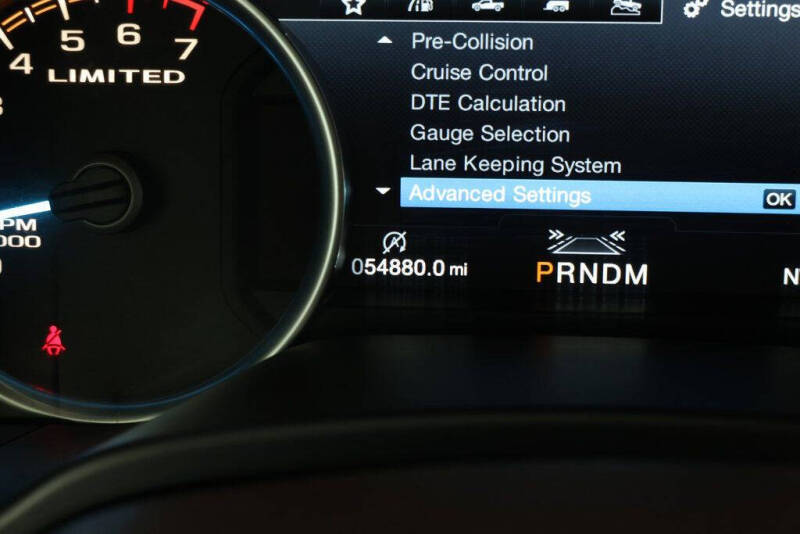 Settings
Pre-Collision
Cruise Control
DTE Calculation
Gauge Selection
Lane Keeping System
Advanced Settings OK
054880.0 mi
PRNDM
4 5 6 7
LIMITED